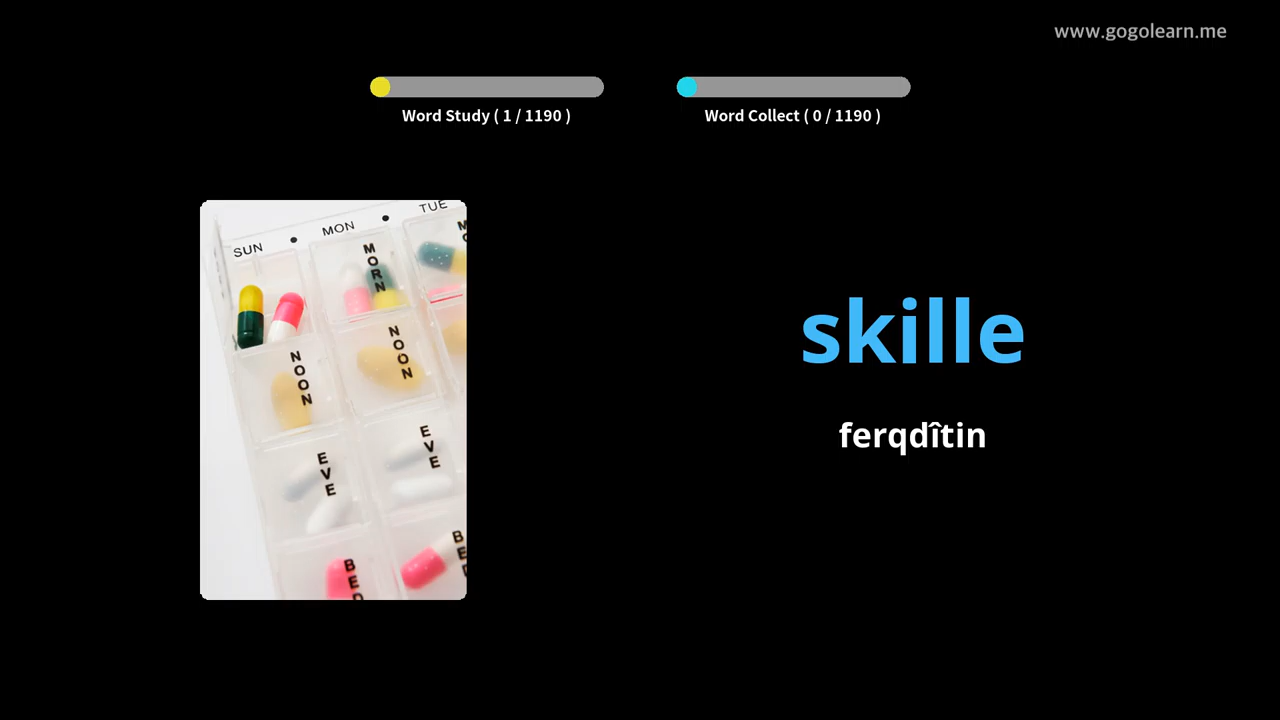 www.gogolearn.me
Word Study ( 1 / 1190 )
Word Collect ( 0 / 1190 )
SUN • MON • TUE
MORN
NOON
NOON
EVE
EVE
BED
skille
ferqdîtin